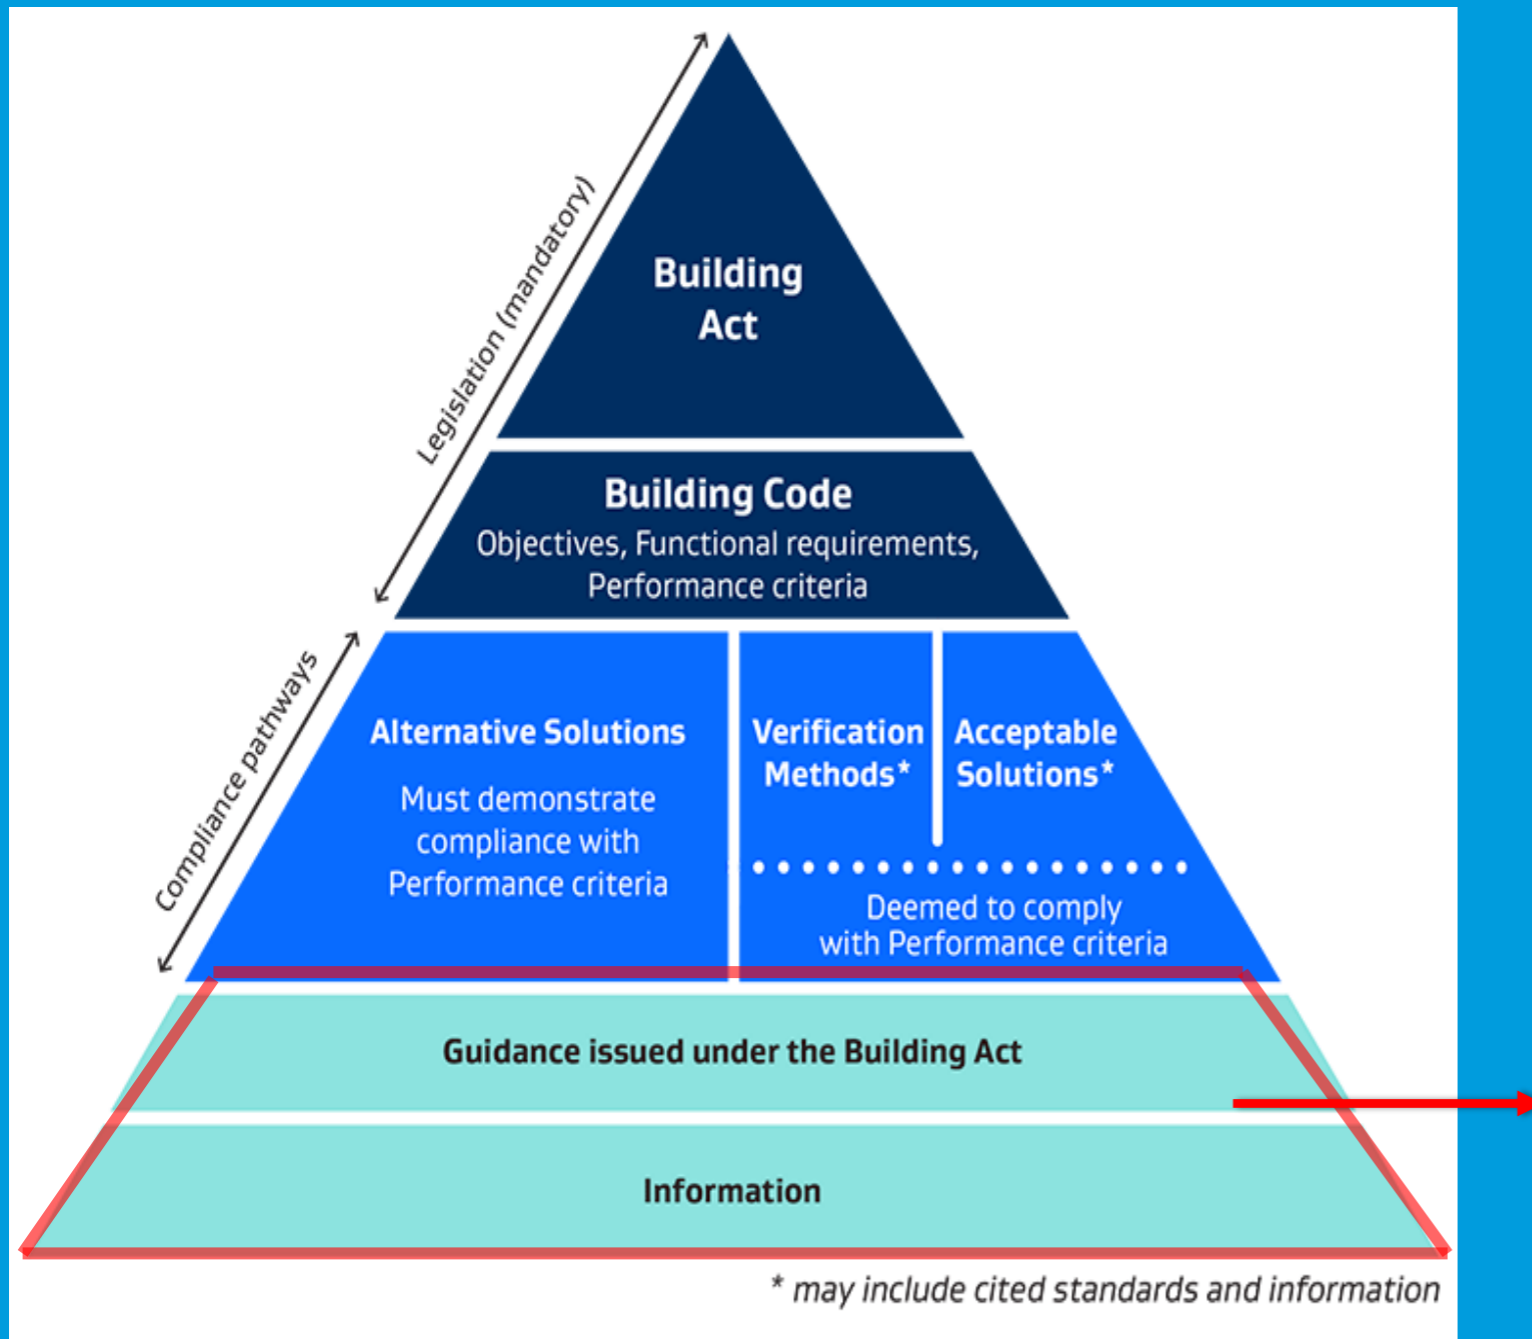 Legislation (mandatory)
Building
Act
Building Code
Objectives, Functional requirements,
Performance criteria
Compliance pathways
Alternative Solutions
Must demonstrate
compliance with
Performance criteria
Verification
Methods*
Acceptable
Solutions*
Deemed to comply
with Performance criteria
Guidance issued under the Building Act
Information
* may include cited standards and information